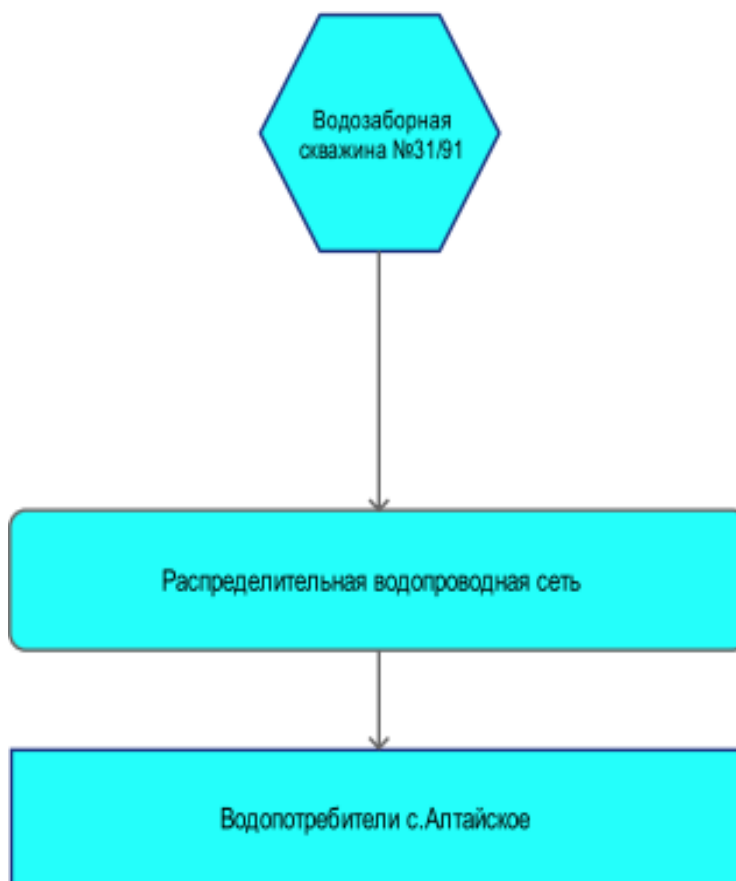 Водозаборная
скважина №31/91
Распределительная водопроводная сеть
Водопотребители с.Алтайское